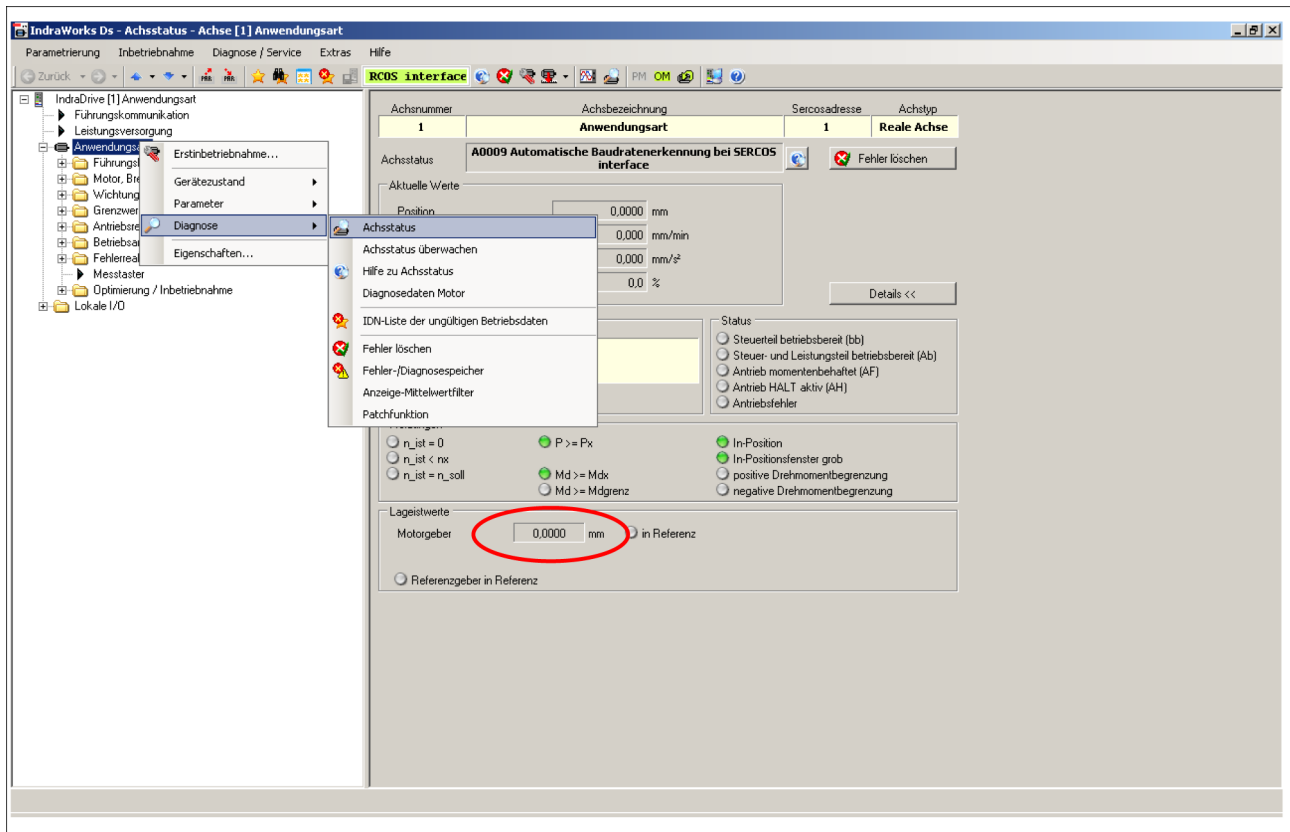 IndraWorks Ds - Achsstatus - Achse [1] Anwendungsart
Parametrierung Inbetriebnahme Diagnose / Service Extras Hilfe
Zurück RCOS interface PM OM
IndraDrive [1] Anwendungsart
Führungskommunikation
Leistungsversorgung
Führungs
Motor, Bre
Wichtung
Grenzwer
Antriebsre
Betriebsa
Fehlerreal
Messtaster
Optimierung / Inbetriebnahme
Lokale I/O
Erstinbetriebnahme...
Gerätezustand
Parameter
Diagnose
Eigenschaften...
Achsstatus
Achsstatus überwachen
Hilfe zu Achsstatus
Diagnosedaten Motor
IDN-Liste der ungültigen Betriebsdaten
Fehler löschen
Fehler-/Diagnosespeicher
Anzeige-Mittelwertfilter
Patchfunktion
Achsnummer Achsbezeichnung Sercosadresse Achstyp
1 Anwendungsart 1 Reale Achse
Achsstatus A0009 Automatische Baudratenerkennung bei SERCOS
interface
Fehler löschen
Aktuelle Werte
Position 0,0000 mm
0,000 mm/min
0,000 mm/s²
0,0 %
Details <<
Status
Steuerteil betriebsbereit (bb)
Steuer- und Leistungsteil betriebsbereit (Ab)
Antrieb momentenbehaftet (AF)
Antrieb HALT aktiv (AH)
Antriebsfehler
n_ist = 0 P >= Px In-Position
n_ist < nx In-Positionsfenster grob
n_ist = n_soll Md >= Mdx positive Drehmomentbegrenzung
Md >= Mdgrenz negative Drehmomentbegrenzung
Lageistwerte
Motorgeber 0,0000 mm in Referenz
Referenzgeber in Referenz